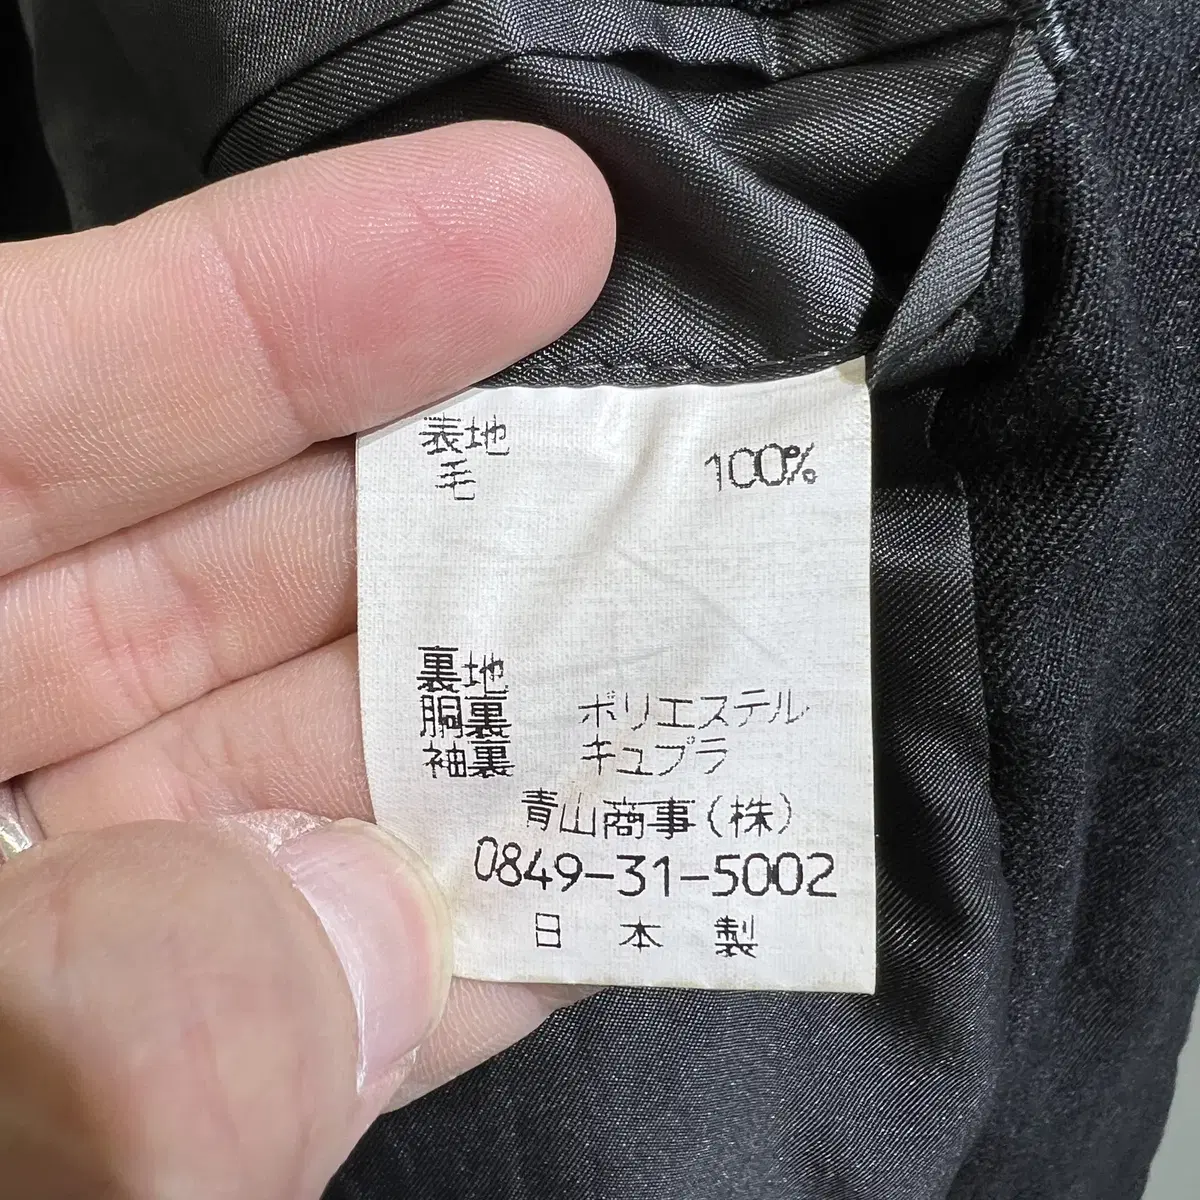 表地
毛 100%
裏地
胴裏 ポリエステル
袖裏 キュプラ
青山商事(株)
0849-31-5002
日本製